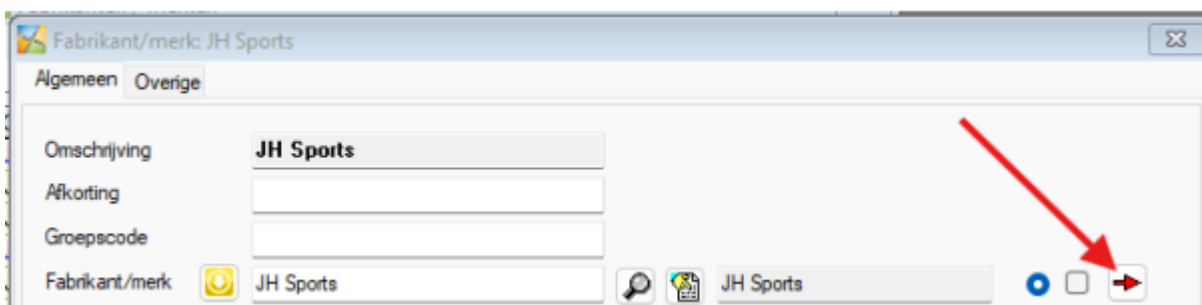 Fabrikant/merk: JH Sports
Algemeen Overige
Omschrijving JH Sports
Afkorting
Groepscode
Fabrikant/merk JH Sports JH Sports